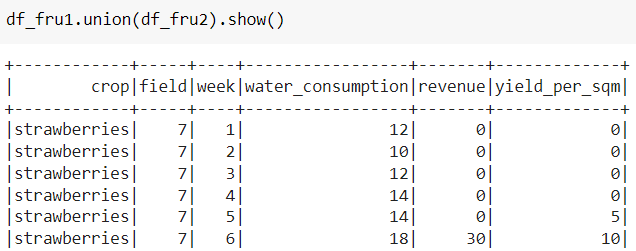 df_fru1.union(df_fru2).show()
+------------+-----+----+-----------------+-------+-------------+
|        crop|field|week|water_consumption|revenue|yield_per_sqm|
+------------+-----+----+-----------------+-------+-------------+
|strawberries|    7|   1|               12|      0|            0|
|strawberries|    7|   2|               10|      0|            0|
|strawberries|    7|   3|               12|      0|            0|
|strawberries|    7|   4|               14|      0|            0|
|strawberries|    7|   5|               14|      0|            5|
|strawberries|    7|   6|               18|     30|           10|